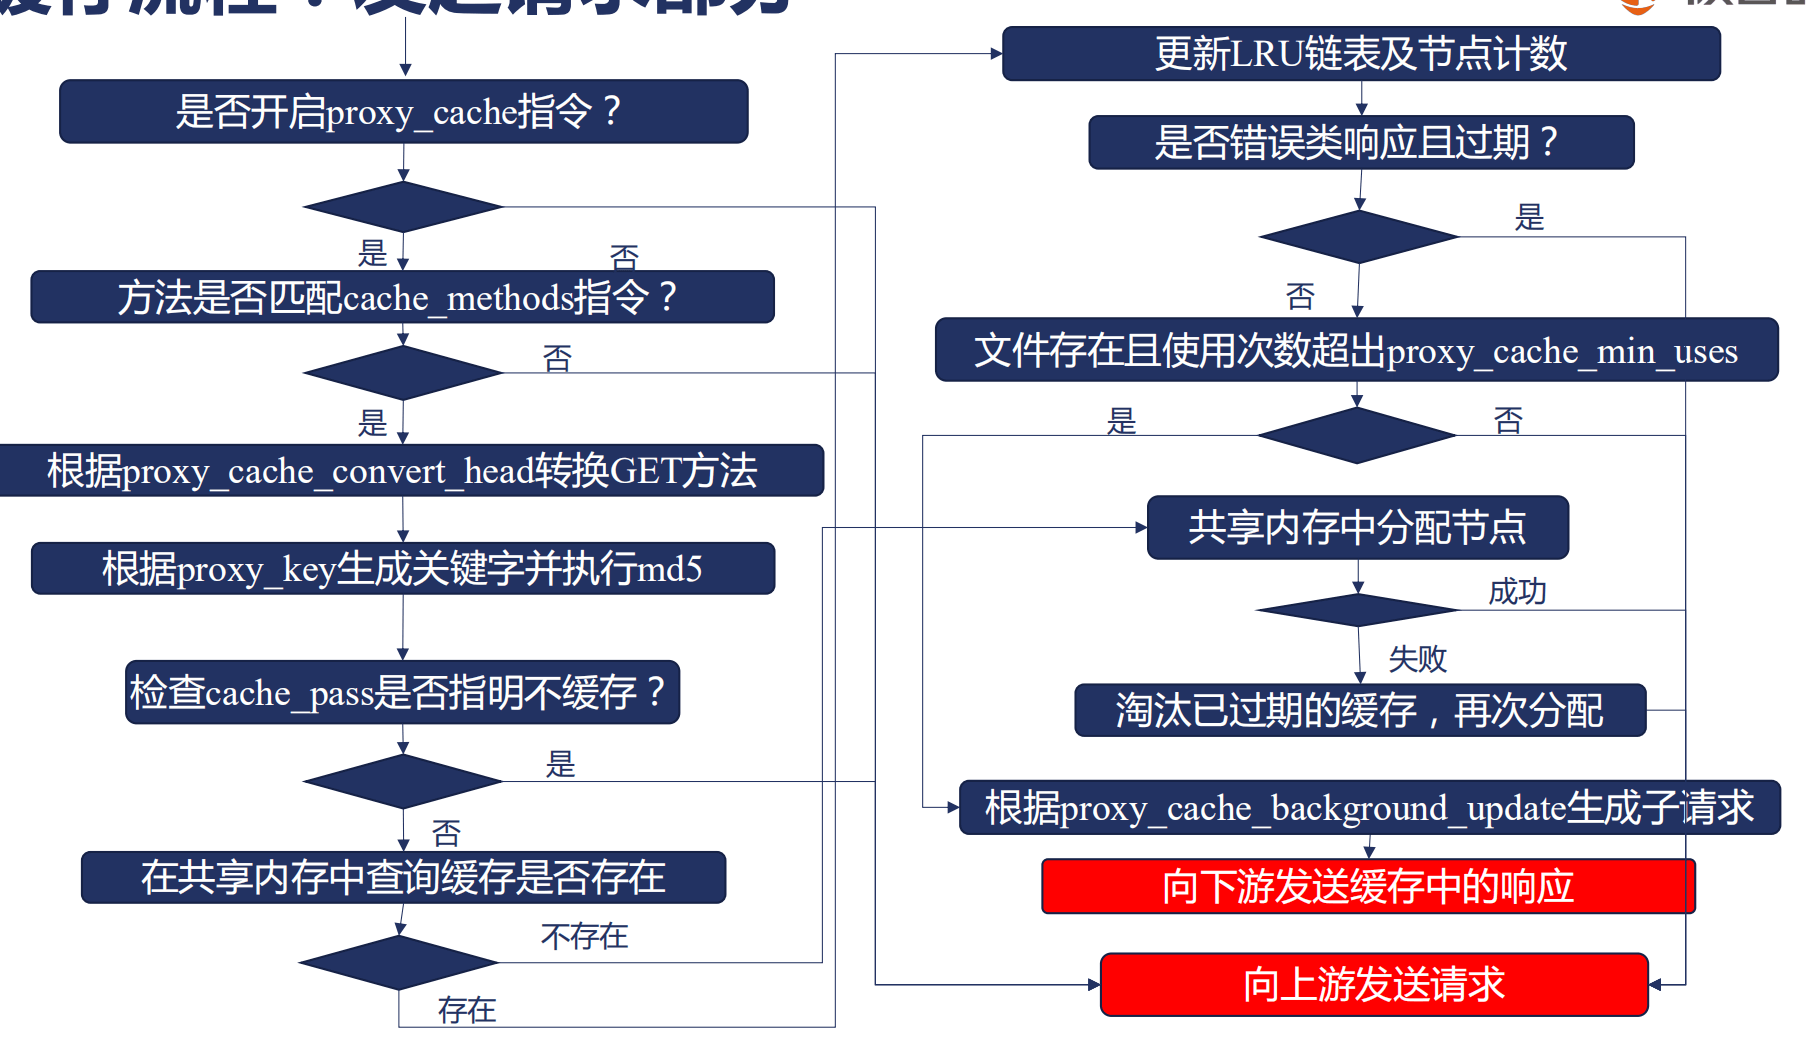 缓存流程：发起请求部分
是否开启proxy_cache指令？
是
否
方法是否匹配cache_methods指令？
否
是
根据proxy_cache_convert_head转换GET方法
根据proxy_key生成关键字并执行md5
检查cache_pass是否指明不缓存？
是
否
在共享内存中查询缓存是否存在
不存在
存在
更新LRU链表及节点计数
是否错误类响应且过期？
是
否
文件存在且使用次数超出proxy_cache_min_uses
是
否
共享内存中分配节点
成功
失败
淘汰已过期的缓存，再次分配
根据proxy_cache_background_update生成子请求
向下游发送缓存中的响应
向上游发送请求